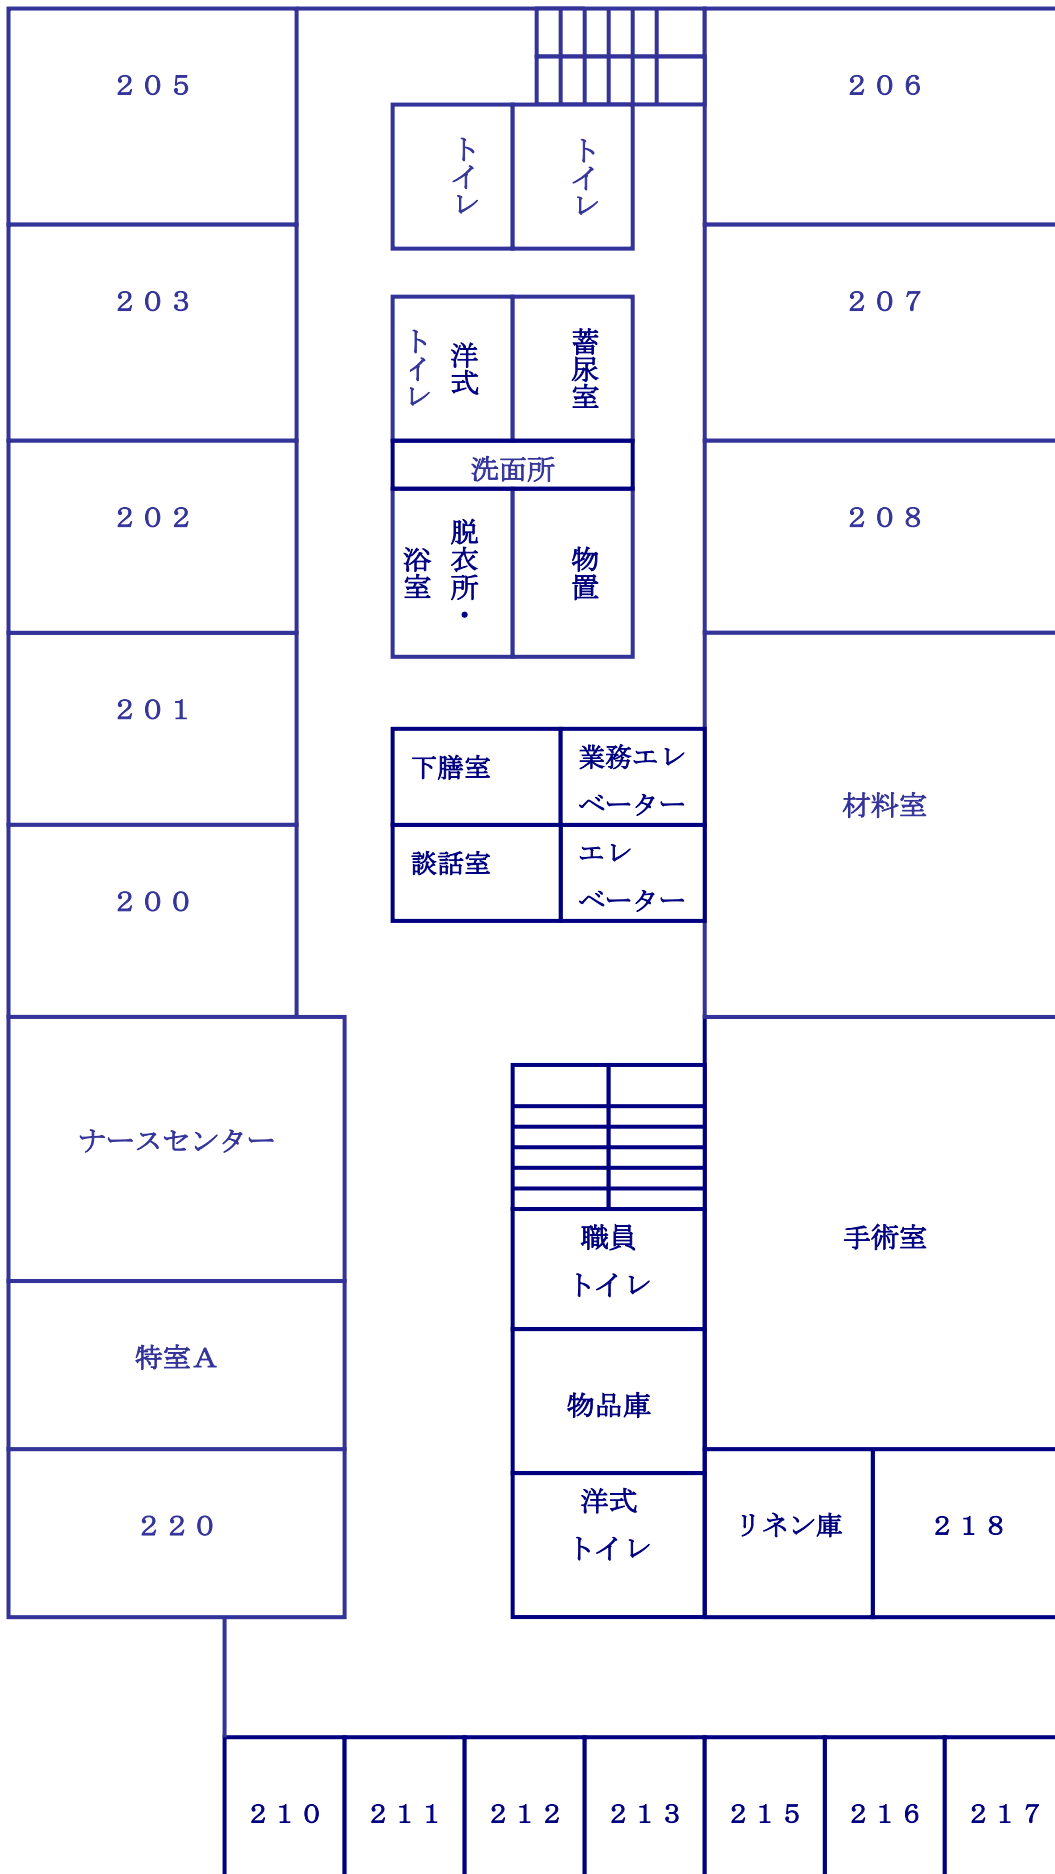 ２０５
２０６
トイレ
トイレ
２０３
２０７
洋式
トイレ
蓄尿室
洗面所
２０２
２０８
脱衣所・
浴室
物置
２０１
下膳室
業務エレ
ベーター
材料室
談話室
エレ
ベーター
２００
ナースセンター
職員
トイレ
手術室
特室Ａ
物品庫
２２０
洋式
トイレ
リネン庫
２１８
２１０
２１１
２１２
２１３
２１５
２１６
２１７